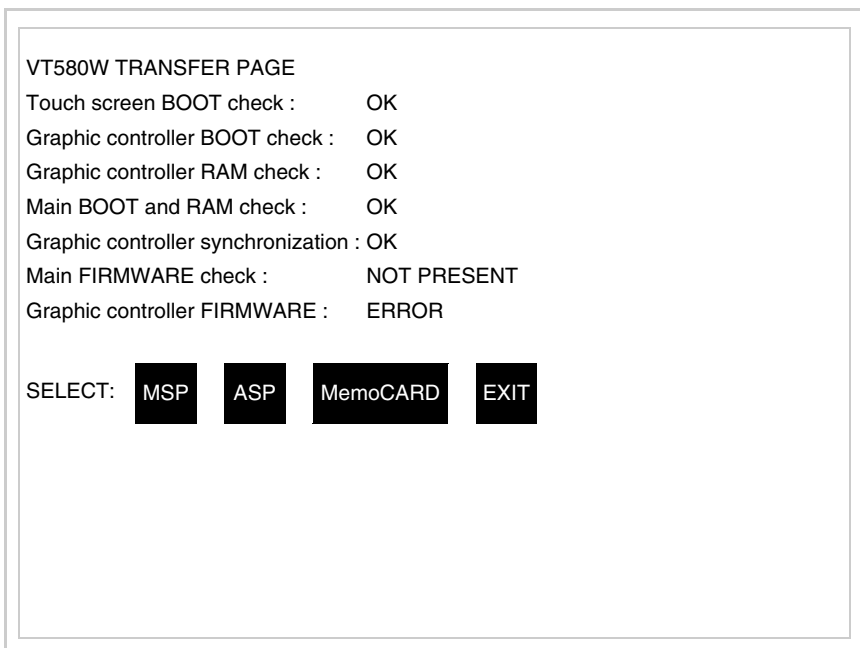 VT580W TRANSFER PAGE
Touch screen BOOT check : OK
Graphic controller BOOT check : OK
Graphic controller RAM check : OK
Main BOOT and RAM check : OK
Graphic controller synchronization : OK
Main FIRMWARE check : NOT PRESENT
Graphic controller FIRMWARE : ERROR
SELECT: MSP ASP MemoCARD EXIT